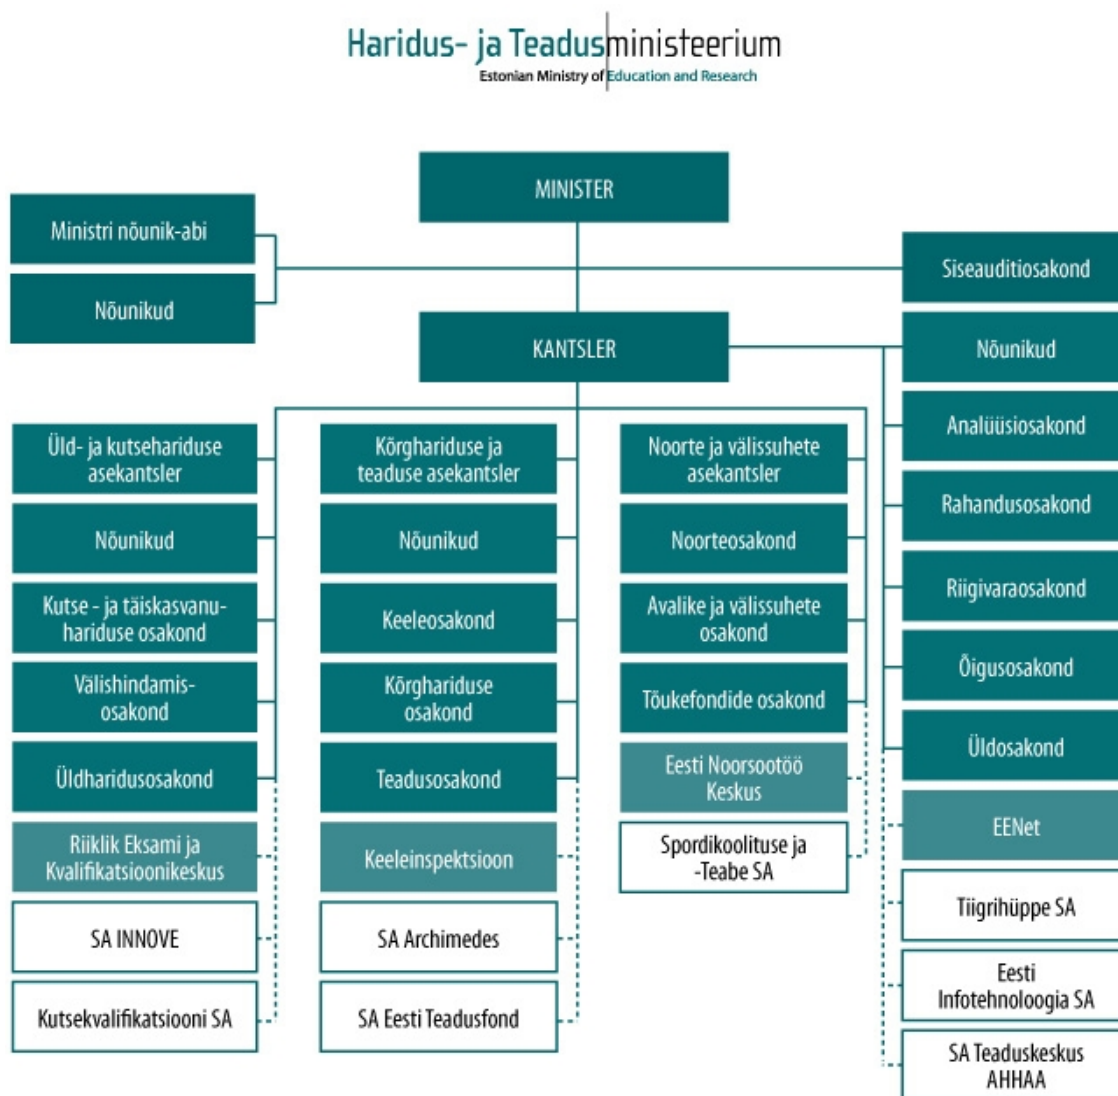 Haridus- ja Teadusministeerium
Estonian Ministry of Education and Research
MINISTER
Ministri nõunik-abi
Nõunikud
Siseauditiosakond
KANTSLER
Nõunikud
Analüüsiosakond
Rahandusosakond
Riigivaraosakond
Õigusosakond
Üldosakond
EENet
Tiigrihüppe SA
Eesti
Infotehnoloogia SA
SA Teaduskeskus
AHHAA
Üld- ja kutsehariduse
asekantsler
Nõunikud
Kutse - ja täiskasvanu-
hariduse osakond
Välishindamis-
osakond
Üldharidusosakond
Riiklik Eksami ja
Kvalifikatsioonikeskus
SA INNOVE
Kutsekvalifikatsiooni SA
Kõrghariduse ja
teaduse asekantsler
Nõunikud
Keeleosakond
Kõrghariduse
osakond
Teadusosakond
Keeleinspektsioon
SA Archimedes
SA Eesti Teadusfond
Noorte ja välissuhete
asekantsler
Noorteosakond
Avalike ja välissuhete
osakond
Tõukefondide osakond
Eesti Noorsootöö
Keskus
Spordikoolituse ja
-Teabe SA